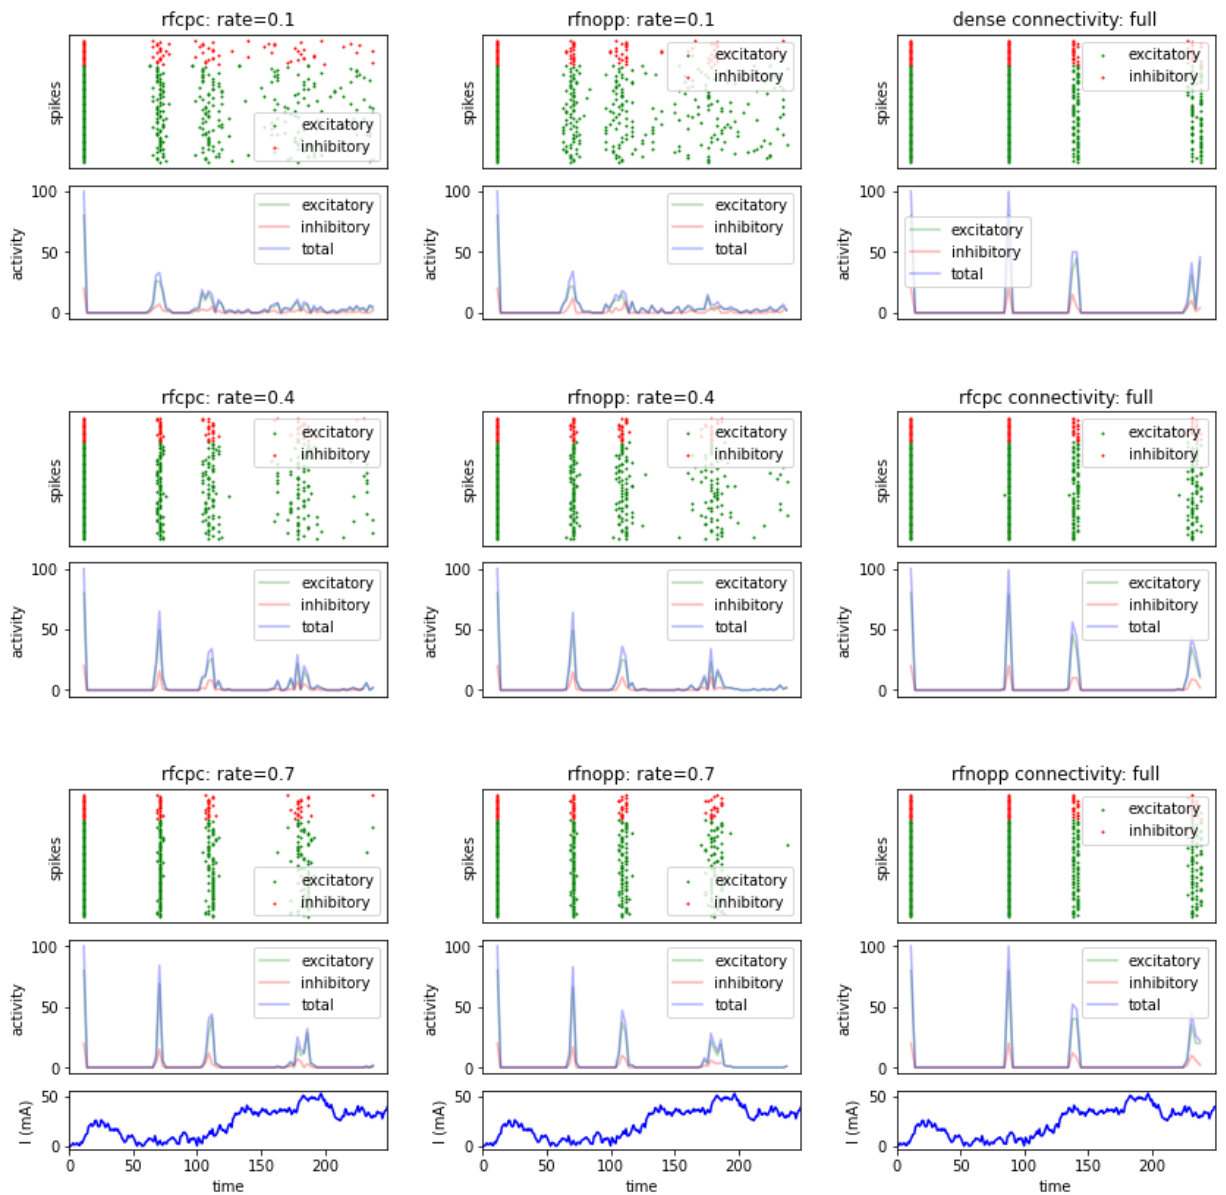 rfcpc: rate=0.1
spikes
excitatory
inhibitory
100
50
0
activity
excitatory
inhibitory
total
rfnopp: rate=0.1
spikes
excitatory
inhibitory
100
50
0
activity
excitatory
inhibitory
total
dense connectivity: full
spikes
excitatory
inhibitory
100
50
0
activity
excitatory
inhibitory
total
rfcpc: rate=0.4
spikes
excitatory
inhibitory
100
50
0
activity
excitatory
inhibitory
total
rfnopp: rate=0.4
spikes
excitatory
inhibitory
100
50
0
activity
excitatory
inhibitory
total
rfcpc connectivity: full
spikes
excitatory
inhibitory
100
50
0
activity
excitatory
inhibitory
total
rfcpc: rate=0.7
spikes
excitatory
inhibitory
100
50
0
activity
excitatory
inhibitory
total
50
0
I (mA)
0 50 100 150 200
time
rfnopp: rate=0.7
spikes
excitatory
inhibitory
100
50
0
activity
excitatory
inhibitory
total
50
0
I (mA)
0 50 100 150 200
time
rfnopp connectivity: full
spikes
excitatory
inhibitory
100
50
0
activity
excitatory
inhibitory
total
50
0
I (mA)
0 50 100 150 200
time